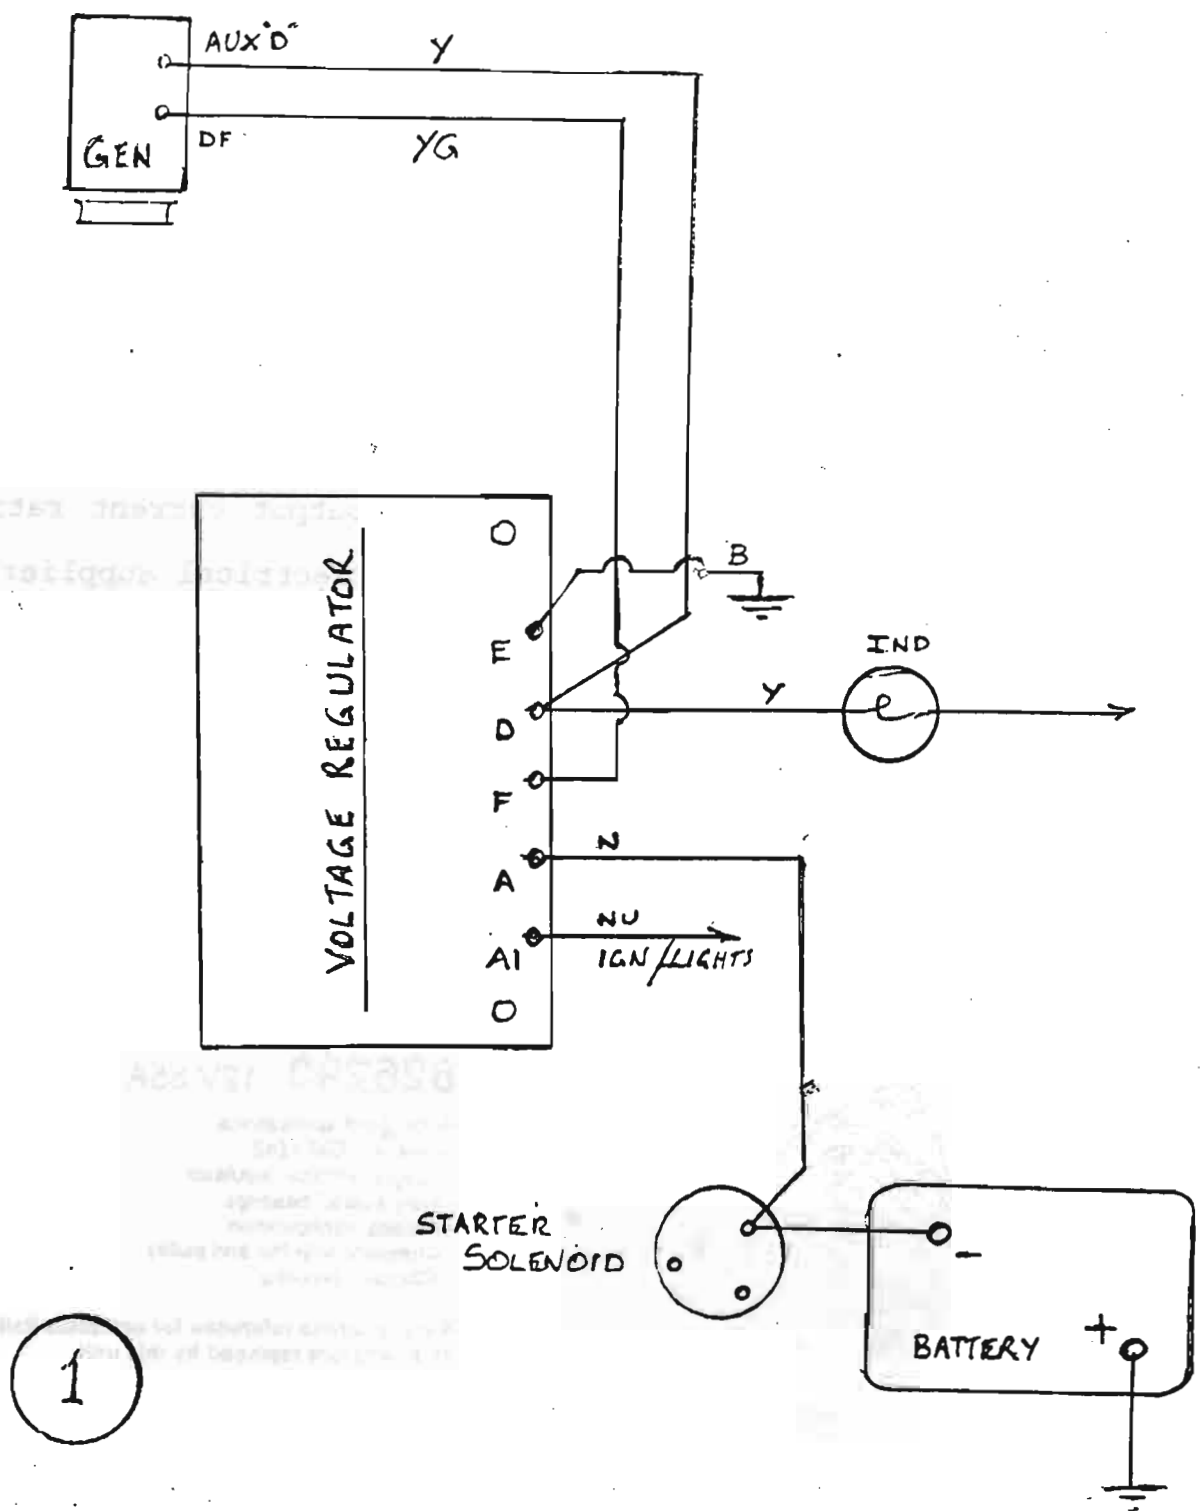 AUX "D"
Y
DF
YG
GEN
B
E
IND
Y
D
F
VOLTAGE REGULATOR
N
A
NU
A1
IGN/LIGHTS
STARTER
SOLENOID
-
+
BATTERY
1